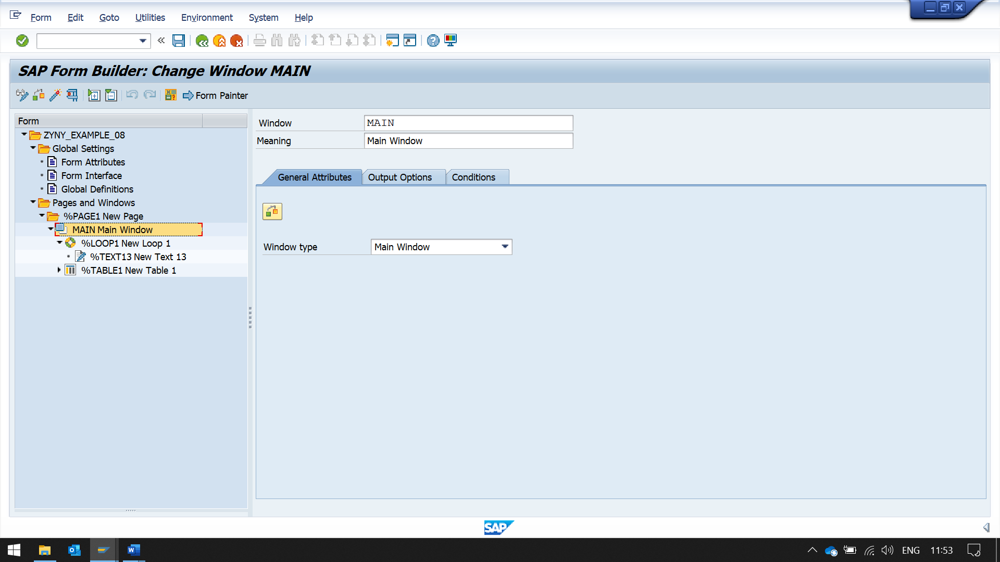 Form Edit Goto Utilities Environment System Help
SAP Form Builder: Change Window MAIN
Form Painter
Form
ZYNY_EXAMPLE_08
Global Settings
Form Attributes
Form Interface
Global Definitions
Pages and Windows
%PAGE1 New Page
MAIN Main Window
%LOOP1 New Loop 1
%TEXT13 New Text 13
%TABLE1 New Table 1
Window MAIN
Meaning Main Window
General Attributes Output Options Conditions
Window type Main Window
SAP
ENG 11:53